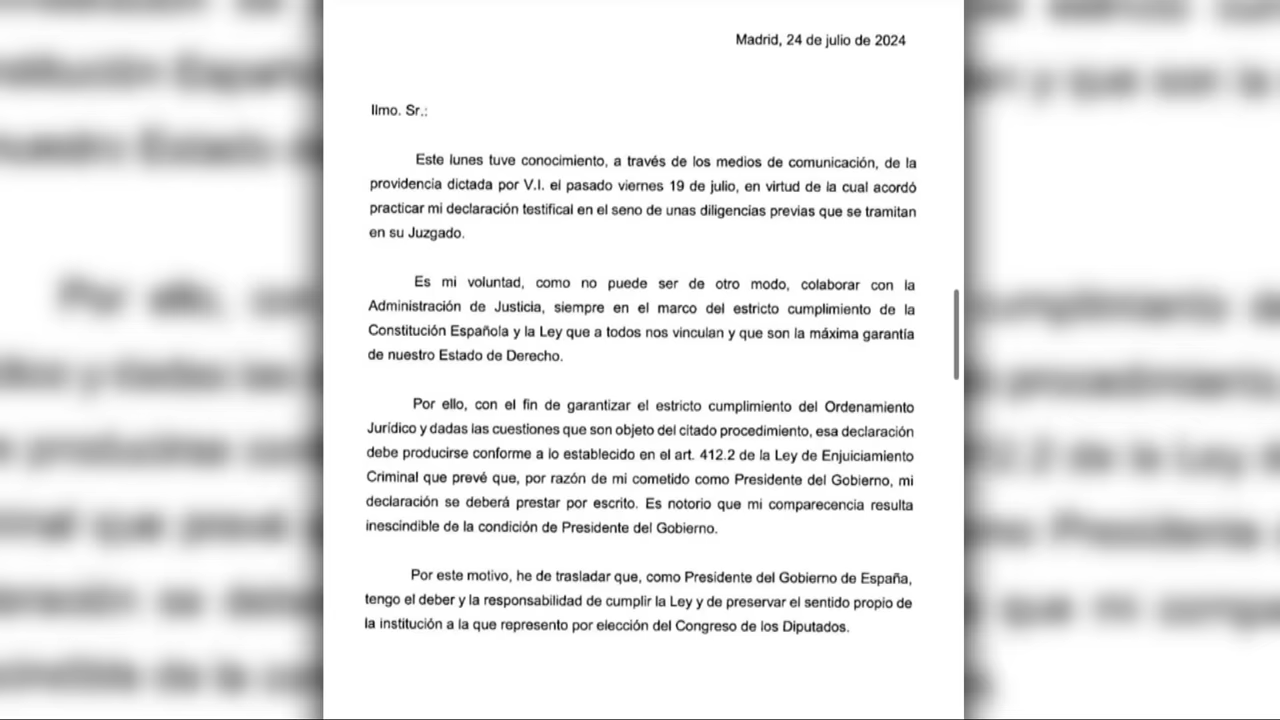 Madrid, 24 de julio de 2024
Ilmo. Sr.:
Este lunes tuve conocimiento, a través de los medios de comunicación, de la
providencia dictada por V.I. el pasado viernes 19 de julio, en virtud de la cual acordó
practicar mi declaración testifical en el seno de unas diligencias previas que se tramitan
en su Juzgado.
Es mi voluntad, como no puede ser de otro modo, colaborar con la
Administración de Justicia, siempre en el marco del estricto cumplimiento de la
Constitución Española y la Ley que a todos nos vinculan y que son la máxima garantía
de nuestro Estado de Derecho.
Por ello, con el fin de garantizar el estricto cumplimiento del Ordenamiento
Jurídico y dadas las cuestiones que son objeto del citado procedimiento, esa declaración
debe producirse conforme a lo establecido en el art. 412.2 de la Ley de Enjuiciamiento
Criminal que prevé que, por razón de mi cometido como Presidente del Gobierno, mi
declaración se deberá prestar por escrito. Es notorio que mi comparecencia resulta
inescindible de la condición de Presidente del Gobierno.
Por este motivo, he de trasladar que, como Presidente del Gobierno de España,
tengo el deber y la responsabilidad de cumplir la Ley y de preservar el sentido propio de
la institución a la que represento por elección del Congreso de los Diputados.